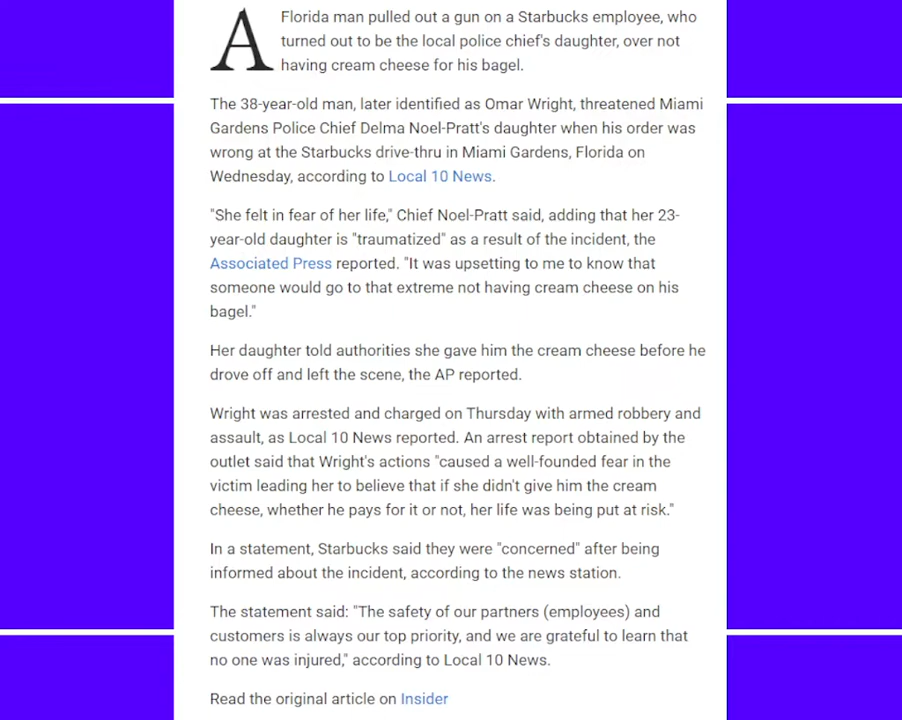 A Florida man pulled out a gun on a Starbucks employee, who
turned out to be the local police chief's daughter, over not
having cream cheese for his bagel.
The 38-year-old man, later identified as Omar Wright, threatened Miami
Gardens Police Chief Delma Noel-Pratt's daughter when his order was
wrong at the Starbucks drive-thru in Miami Gardens, Florida on
Wednesday, according to Local 10 News.
"She felt in fear of her life," Chief Noel-Pratt said, adding that her 23-
year-old daughter is "traumatized" as a result of the incident, the
Associated Press reported. "It was upsetting to me to know that
someone would go to that extreme not having cream cheese on his
bagel."
Her daughter told authorities she gave him the cream cheese before he
drove off and left the scene, the AP reported.
Wright was arrested and charged on Thursday with armed robbery and
assault, as Local 10 News reported. An arrest report obtained by the
outlet said that Wright's actions "caused a well-founded fear in the
victim leading her to believe that if she didn't give him the cream
cheese, whether he pays for it or not, her life was being put at risk."
In a statement, Starbucks said they were "concerned" after being
informed about the incident, according to the news station.
The statement said: "The safety of our partners (employees) and
customers is always our top priority, and we are grateful to learn that
no one was injured," according to Local 10 News.
Read the original article on Insider